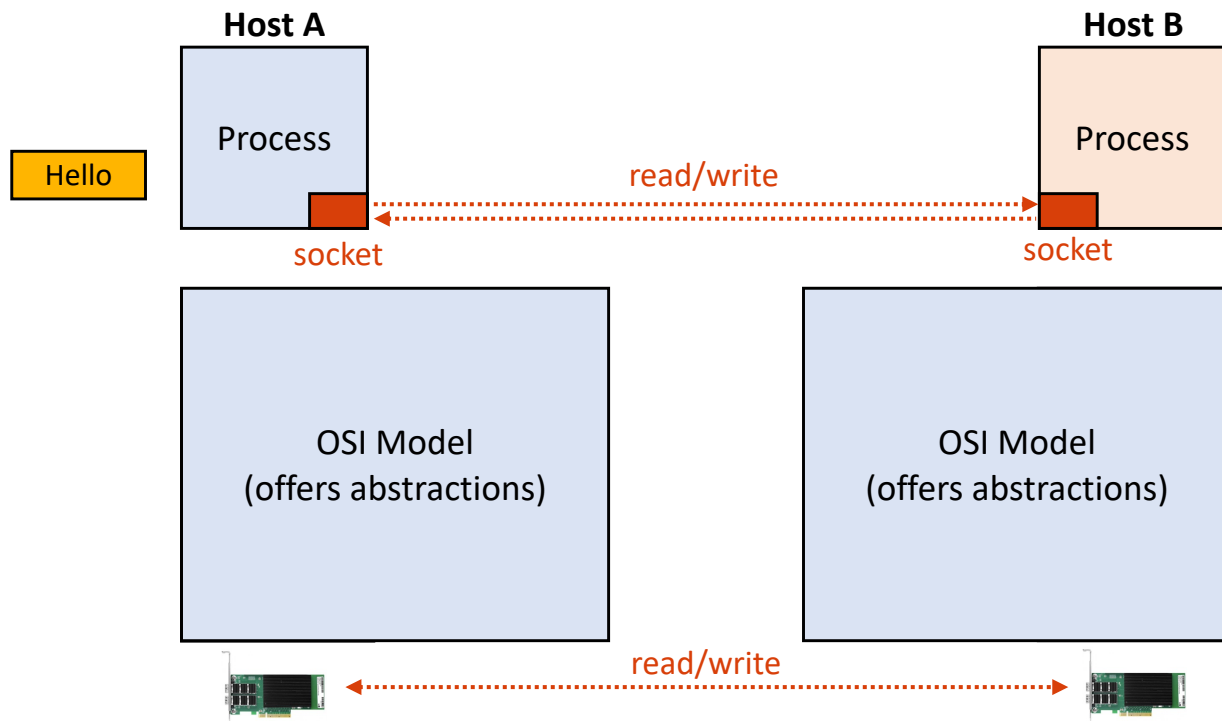 Host A
Host B
Process
Process
Hello
read/write
socket
socket
OSI Model
(offers abstractions)
OSI Model
(offers abstractions)
read/write